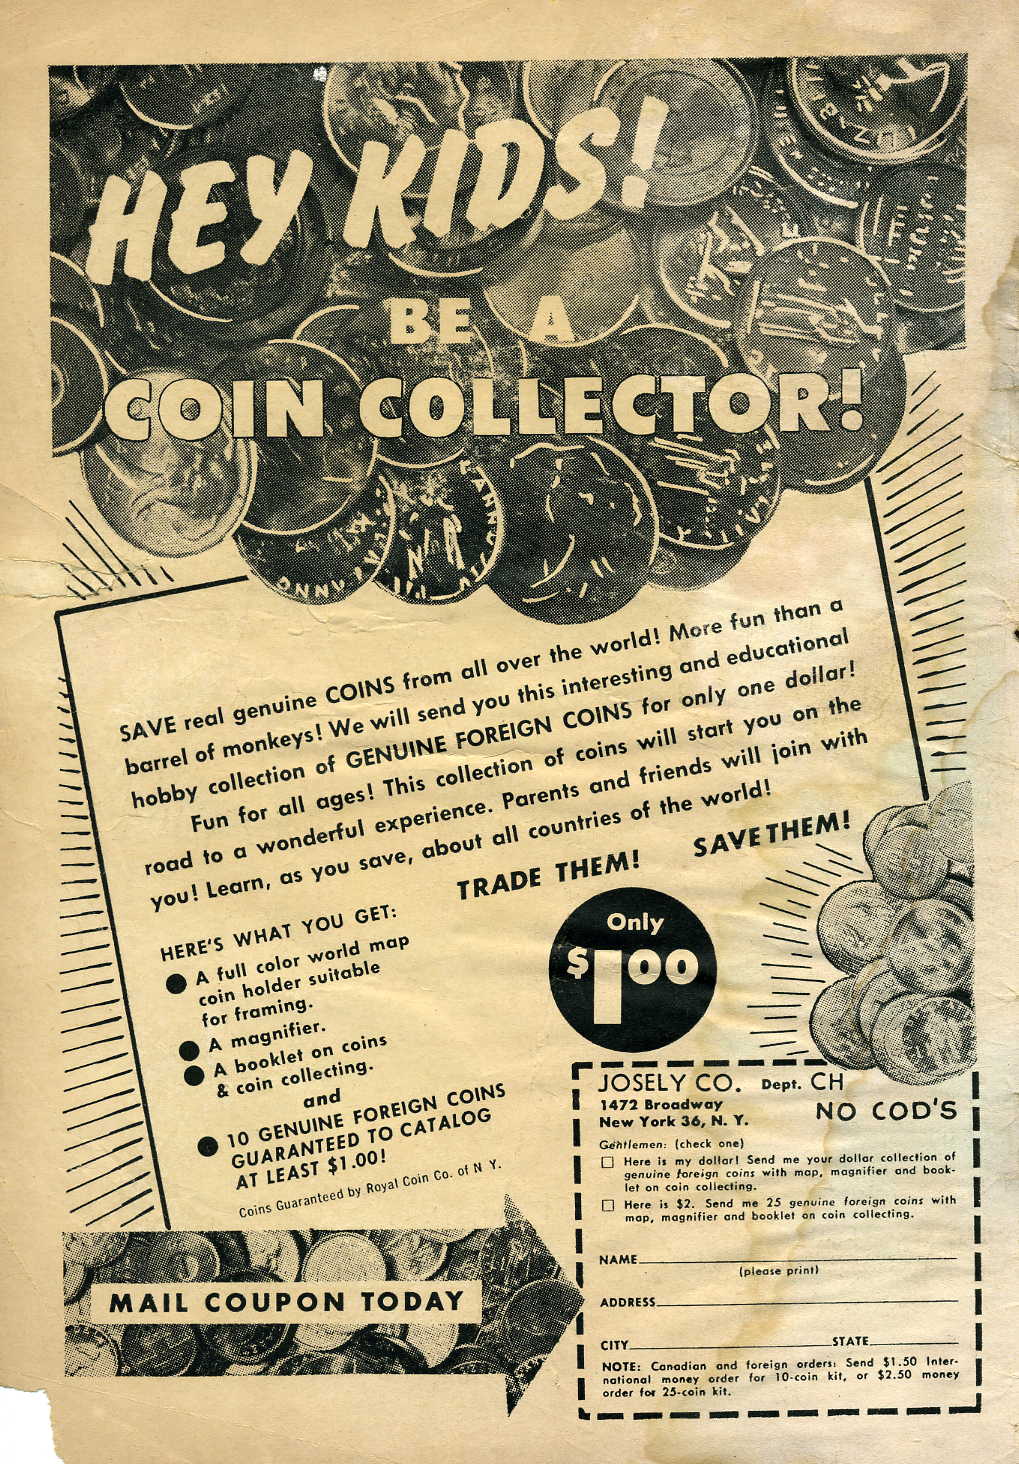 HEY KIDS!
BE A
COIN COLLECTOR!
SAVE real genuine COINS from all over the world! More fun than a
barrel of monkeys! We will send you this interesting and educational
hobby collection of GENUINE FOREIGN COINS for only one dollar!
Fun for all ages! This collection of coins will start you on the
road to a wonderful experience. Parents and friends will join with
you! Learn, as you save, about all countries of the world!
TRADE THEM! SAVE THEM!
HERE'S WHAT YOU GET:
● A full color world map
coin holder suitable
for framing.
● A magnifier.
● A booklet on coins
& coin collecting.
and
● 10 GENUINE FOREIGN COINS
GUARANTEED TO CATALOG
AT LEAST $1.00!
Coins Guaranteed by Royal Coin Co. of N Y.
Only
$1.00
MAIL COUPON TODAY
JOSELY CO. Dept. CH
1472 Broadway
New York 36, N. Y.
NO COD'S
Gentlemen: (check one)
□ Here is my dollar! Send me your dollar collection of
genuine foreign coins with map, magnifier and book-
let on coin collecting.
□ Here is $2. Send me 25 genuine foreign coins with
map, magnifier and booklet on coin collecting.
NAME
(please print)
ADDRESS
CITY STATE
NOTE: Canadian and foreign orders: Send $1.50 Inter-
national money order for 10-coin kit, or $2.50 money
order for 25-coin kit.